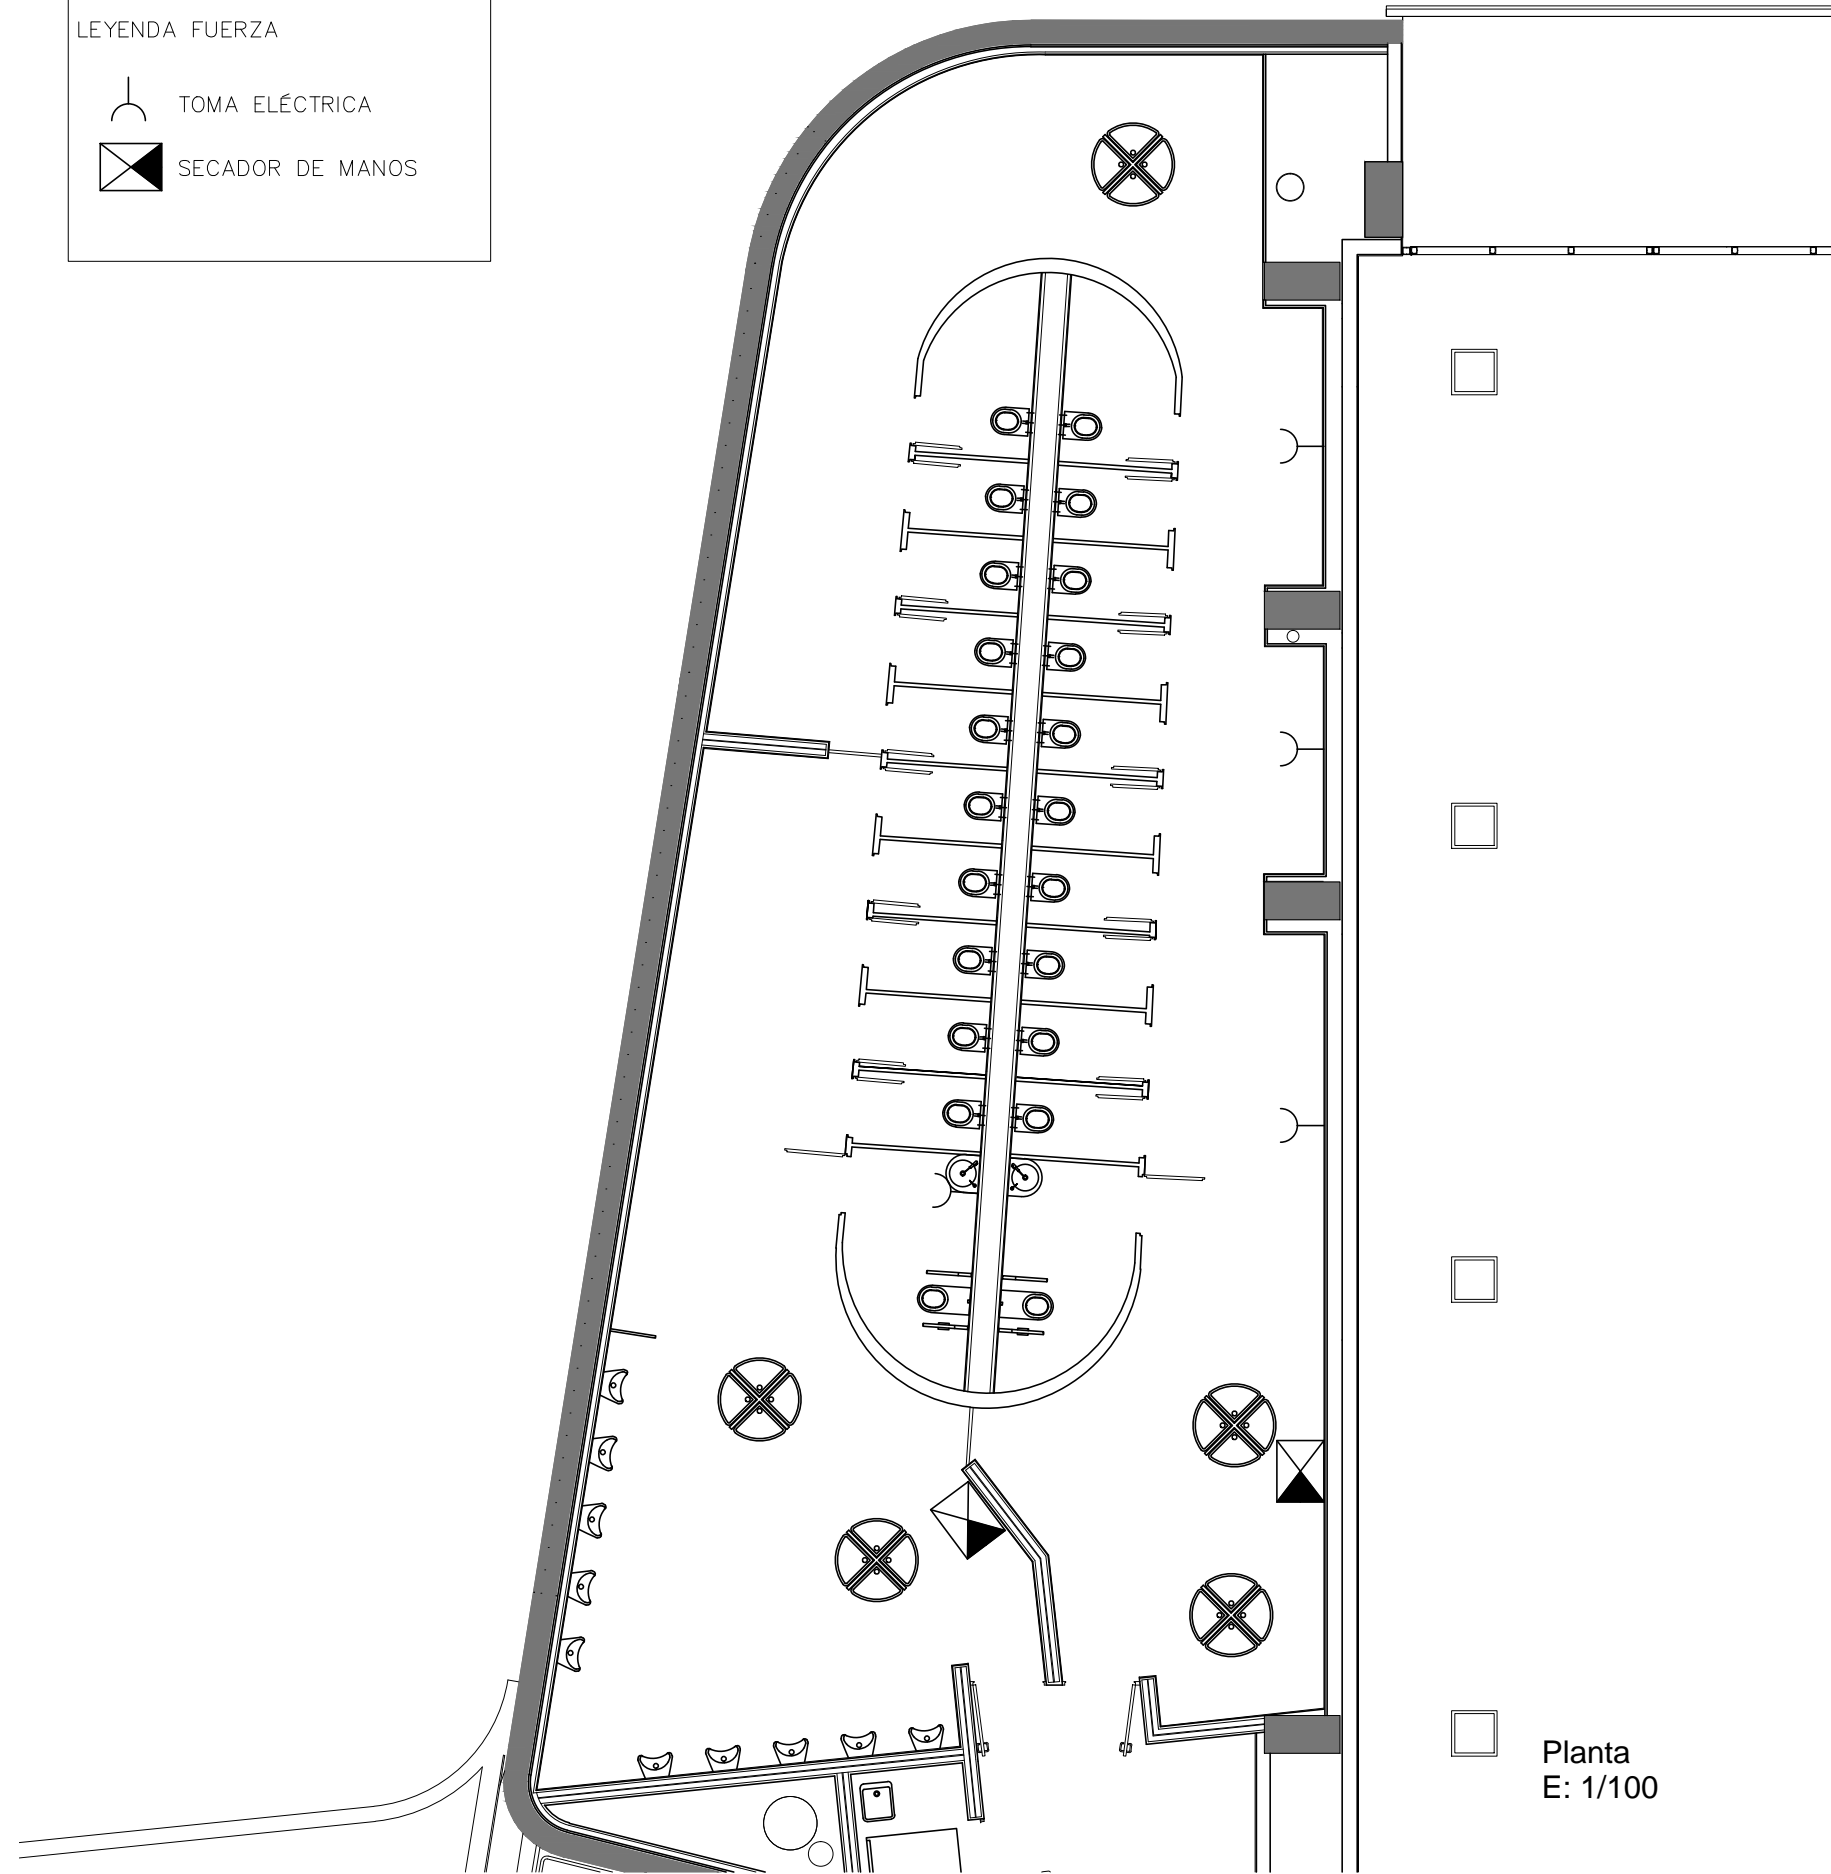 LEYENDA FUERZA
TOMA ELÉCTRICA
SECADOR DE MANOS
Planta
E: 1/100